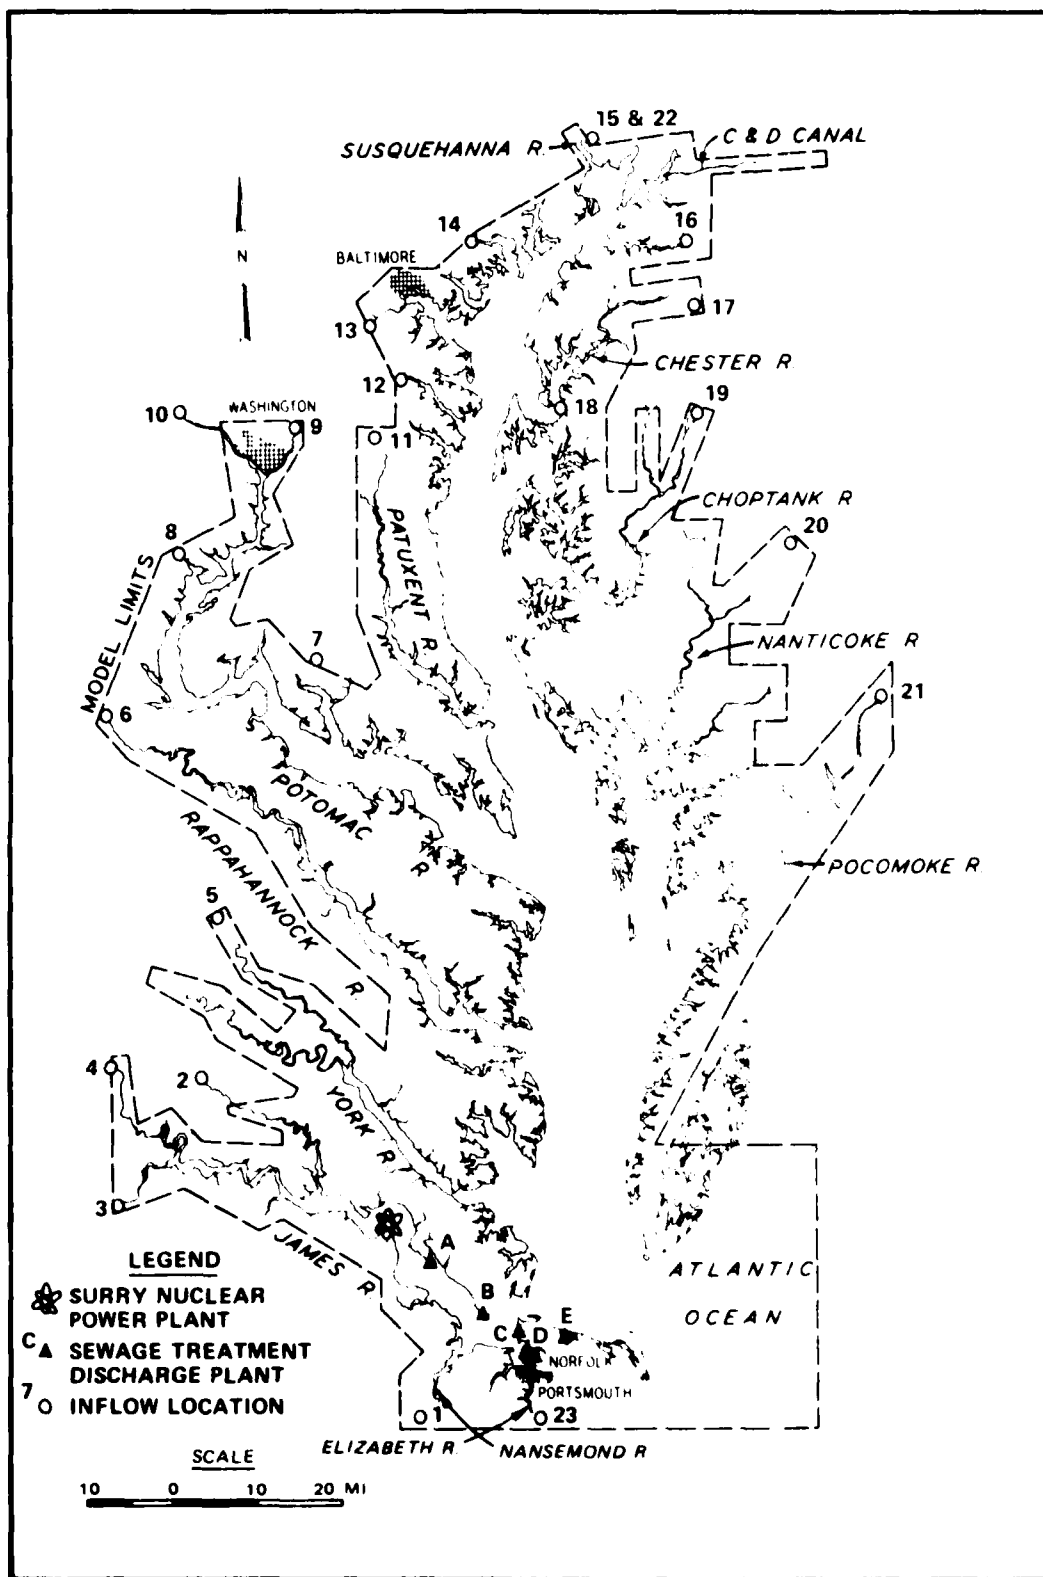 15 & 22
SUSQUEHANNA R.
C & D CANAL
14
16
N
BALTIMORE
17
13
CHESTER R.
12
10
WASHINGTON
9
11
18
19
CHOPTANK R
8
20
PATUXENT R
MODEL LIMITS
7
NANTICOKE R
6
21
POTOMAC R
RAPPAHANNOCK R.
POCOMOKE R.
5
4
2
YORK R.
3
JAMES R.
A
B
C
D
E
ATLANTIC
OCEAN
NORFOLK
PORTSMOUTH
1
23
ELIZABETH R.
NANSEMOND R
LEGEND
SURRY NUCLEAR
POWER PLANT
C SEWAGE TREATMENT
DISCHARGE PLANT
7 INFLOW LOCATION
SCALE
10 0 10 20 MI